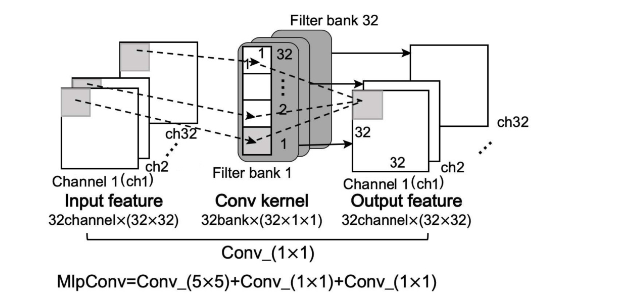 Filter bank 32
1
1
32
2
1
ch32
ch2
Channel 1(ch1)
Filter bank 1
32
32
ch32
ch2
Channel 1(ch1)
Input feature
Conv kernel
Output feature
32channel×(32×32)
32bank×(32×1×1)
32channel×(32×32)
Conv_(1×1)
MlpConv=Conv_(5×5)+Conv_(1×1)+Conv_(1×1)